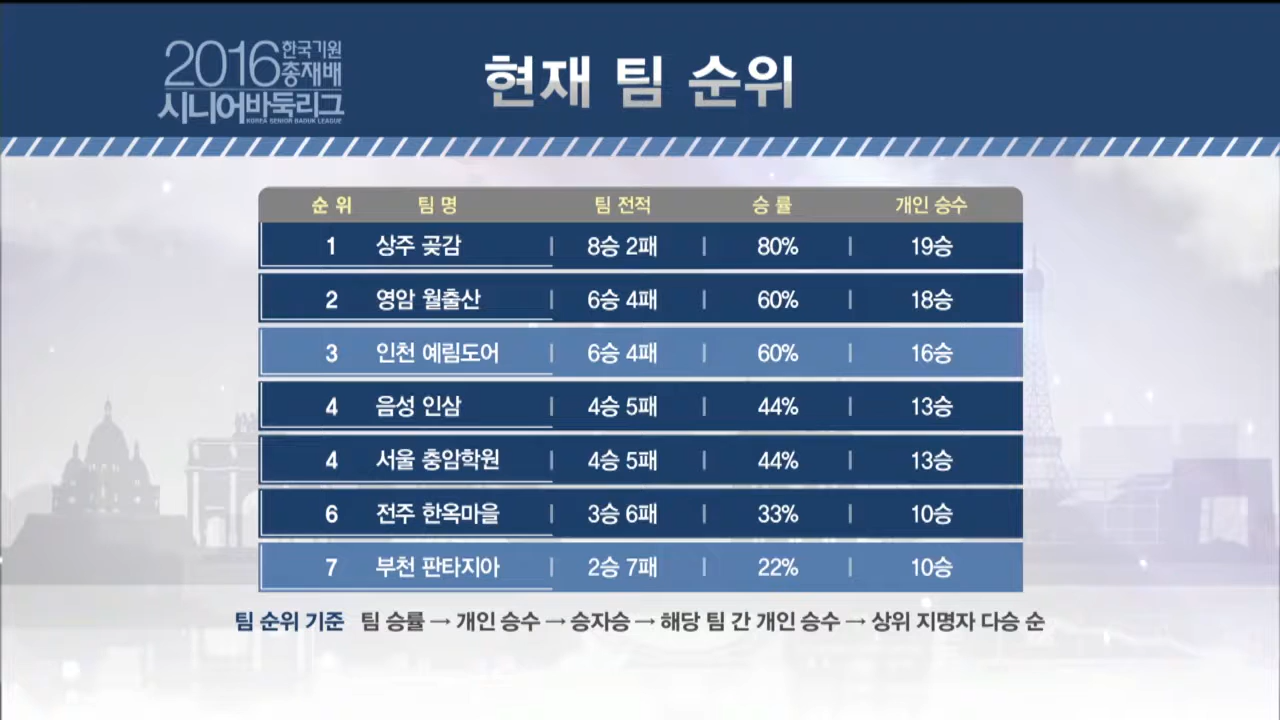 2016 한국기원
총재배
시니어바둑리그
KOREA SENIOR BADUK LEAGUE
현재 팀 순위
순 위 팀 명 팀 전적 승 률 개인 승수
1 상주 곶감 8승 2패 80% 19승
2 영암 월출산 6승 4패 60% 18승
3 인천 예림도어 6승 4패 60% 16승
4 음성 인삼 4승 5패 44% 13승
4 서울 충암학원 4승 5패 44% 13승
6 전주 한옥마을 3승 6패 33% 10승
7 부천 판타지아 2승 7패 22% 10승
팀 순위 기준 팀 승률 → 개인 승수 → 승자승 → 해당 팀 간 개인 승수 → 상위 지명자 다승 순